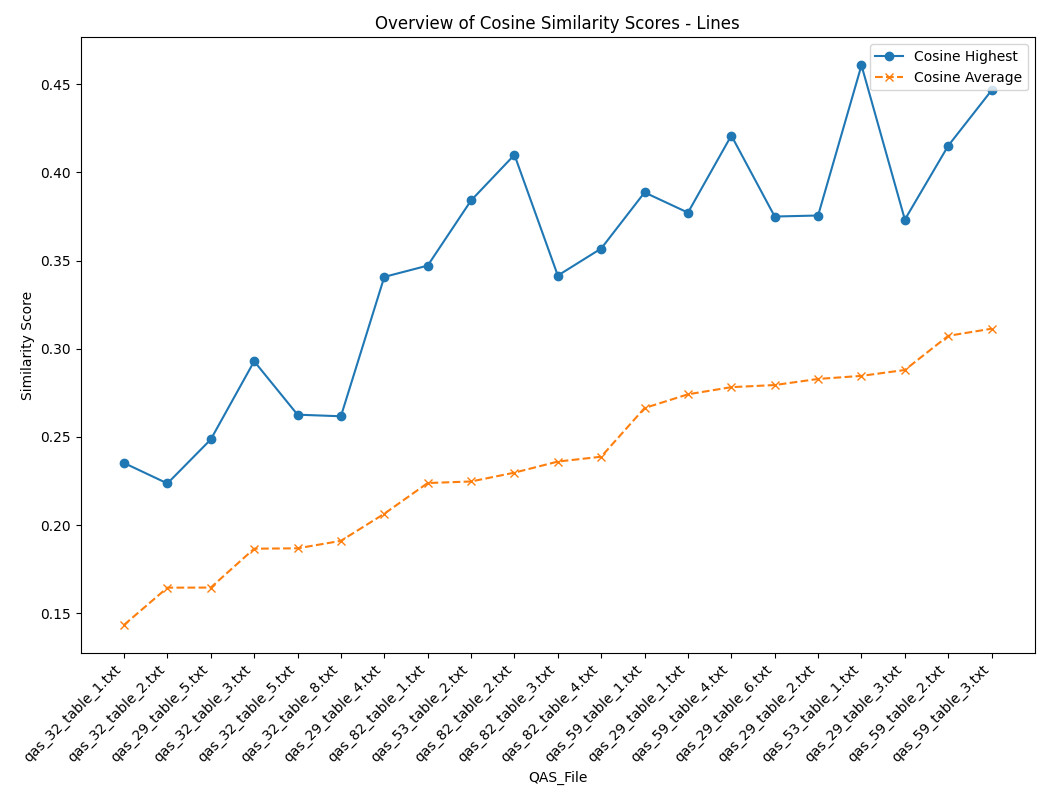 Overview of Cosine Similarity Scores - Lines
Cosine Highest
Cosine Average
Similarity Score
0.45
0.40
0.35
0.30
0.25
0.20
0.15
qas_32_table_1.txt
qas_32_table_2.txt
qas_29_table_5.txt
qas_32_table_3.txt
qas_32_table_5.txt
qas_32_table_8.txt
qas_29_table_4.txt
qas_82_table_1.txt
qas_53_table_2.txt
qas_82_table_2.txt
qas_82_table_3.txt
qas_82_table_4.txt
qas_59_table_1.txt
qas_29_table_1.txt
qas_59_table_4.txt
qas_29_table_6.txt
qas_29_table_2.txt
qas_53_table_1.txt
qas_29_table_3.txt
qas_59_table_2.txt
qas_59_table_3.txt
QAS_File